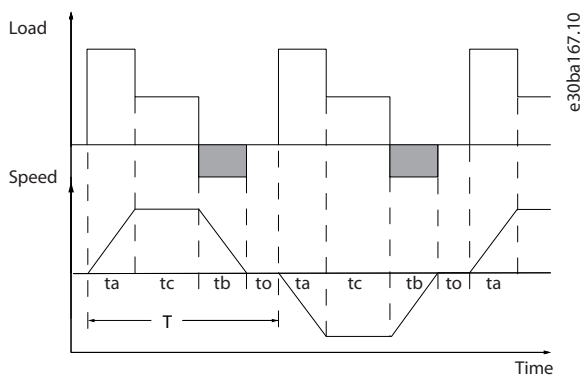 Load
e30ba167.10
Speed
ta tc tb to ta tc tb to ta
T
Time